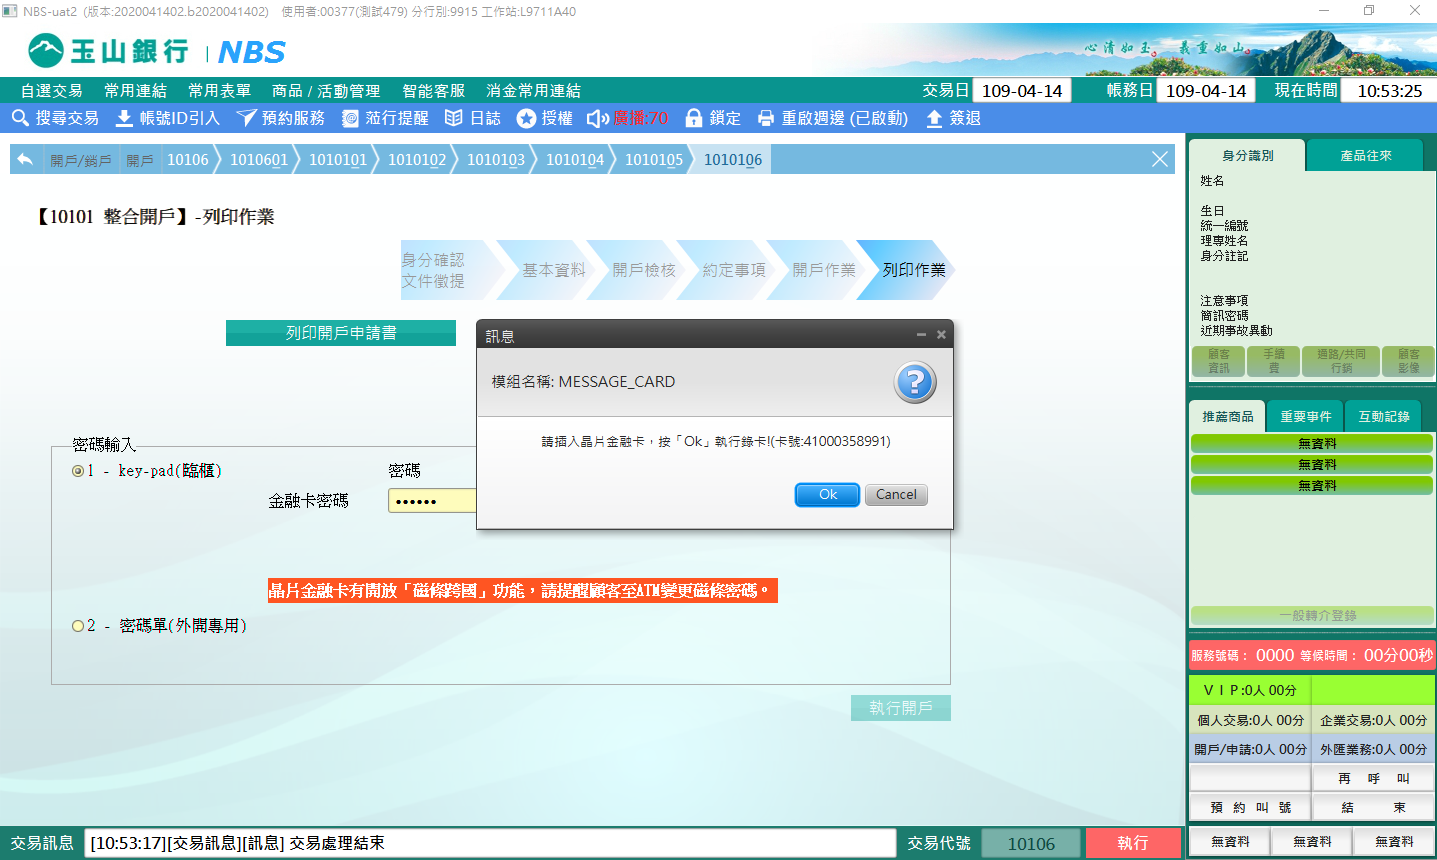 NBS-uat2 (版本:2020041402.b2020041402) 使用者:00377(測試479) 分行別:9915 工作站:L9711A40
玉山銀行 | NBS
心清如玉。義重如山。
自選交易 常用連結 常用表單 商品 / 活動管理 智能客服 消金常用連結 交易日 109-04-14 帳務日 109-04-14 現在時間 10:53:25
搜尋交易 帳號ID引入 預約服務 蒞行提醒 日誌 授權 廣播:70 鎖定 重啟週邊 (已啟動) 簽退
開戶/銷戶 開戶 10106 1010601 1010101 1010102 1010103 1010104 1010105 1010106
【10101 整合開戶】-列印作業
身分確認
文件徵提
基本資料 開戶檢核 約定事項 開戶作業 列印作業
列印開戶申請書
訊息
模組名稱: MESSAGE_CARD
請插入晶片金融卡，按「Ok」執行錄卡!(卡號:41000358991)
Ok Cancel
密碼輸入
1 - key-pad(臨櫃) 密碼
金融卡密碼 ••••••
晶片金融卡有開放「磁條跨國」功能，請提醒顧客至ATM變更磁條密碼。
2 - 密碼單(外開專用)
執行開戶
身分識別 產品往來
姓名
生日
統一編號
理專姓名
身分註記
注意事項
簡訊密碼
近期事故異動
顧客
資訊
手續
費
通路/共同
行銷
顧客
影像
推薦商品 重要事件 互動記錄
無資料
無資料
無資料
一般轉介登錄
服務號碼： 0000 等候時間： 00分00秒
ＶＩＰ:0人 00分
個人交易:0人 00分 企業交易:0人 00分
開戶/申請:0人 00分 外匯業務:0人 00分
再 呼 叫
預 約 叫 號 結 束
無資料 無資料 無資料
交易訊息 [10:53:17][交易訊息][訊息] 交易處理結束 交易代號 10106 執行